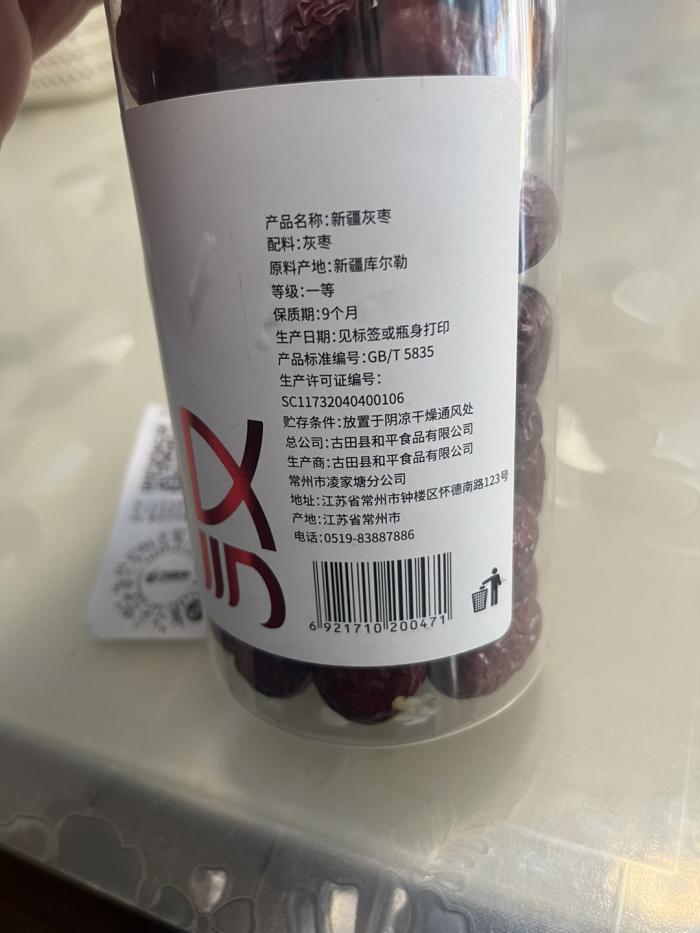 产品名称:新疆灰枣
配料:灰枣
原料产地:新疆库尔勒
等级:一等
保质期:9个月
生产日期:见标签或瓶身打印
产品标准编号:GB/T 5835
生产许可证编号:
SC11732040400106
贮存条件:放置于阴凉干燥通风处
总公司:古田县和平食品有限公司
生产商:古田县和平食品有限公司
常州市凌家塘分公司
地址:江苏省常州市钟楼区怀德南路123号
产地:江苏省常州市
电话:0519-83887886
6 921710 200471